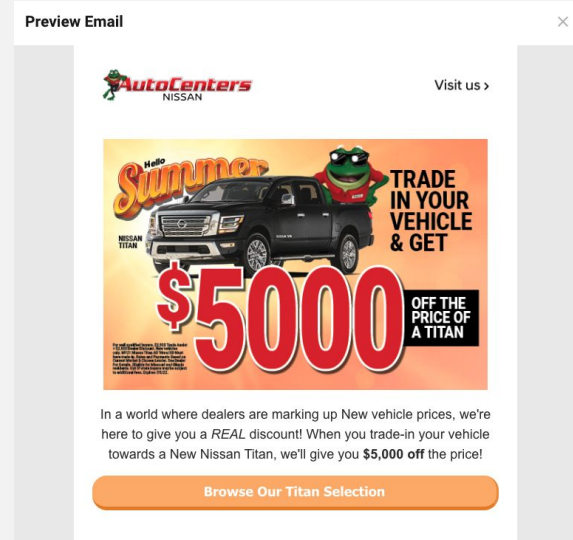 Preview Email
AutoCenters
NISSAN
Visit us ›
Hello
Summer
TRADE
IN YOUR
VEHICLE
& GET
NISSAN
TITAN
$5000
OFF THE
PRICE OF
A TITAN
In a world where dealers are marking up New vehicle prices, we're
here to give you a REAL discount! When you trade-in your vehicle
towards a New Nissan Titan, we'll give you $5,000 off the price!
Browse Our Titan Selection